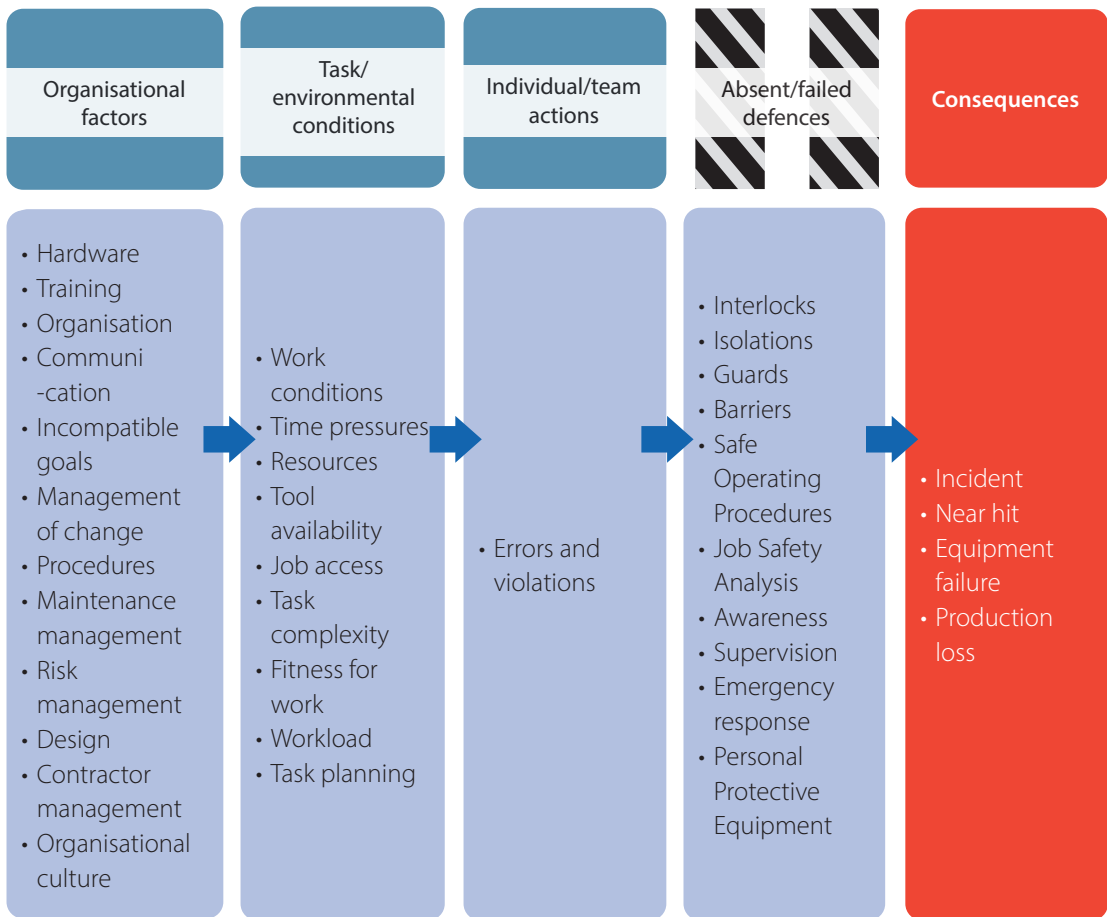 Organisational
factors
Task/
environmental
conditions
Individual/team
actions
Absent/failed
defences
Consequences
• Hardware
• Training
• Organisation
• Communi
-cation
• Incompatible
goals
• Management
of change
• Procedures
• Maintenance
management
• Risk
management
• Design
• Contractor
management
• Organisational
culture
• Work
conditions
• Time pressures
• Resources
• Tool
availability
• Job access
• Task
complexity
• Fitness for
work
• Workload
• Task planning
• Errors and
violations
• Interlocks
• Isolations
• Guards
• Barriers
• Safe
Operating
Procedures
• Job Safety
Analysis
• Awareness
• Supervision
• Emergency
response
• Personal
Protective
Equipment
• Incident
• Near hit
• Equipment
failure
• Production
loss